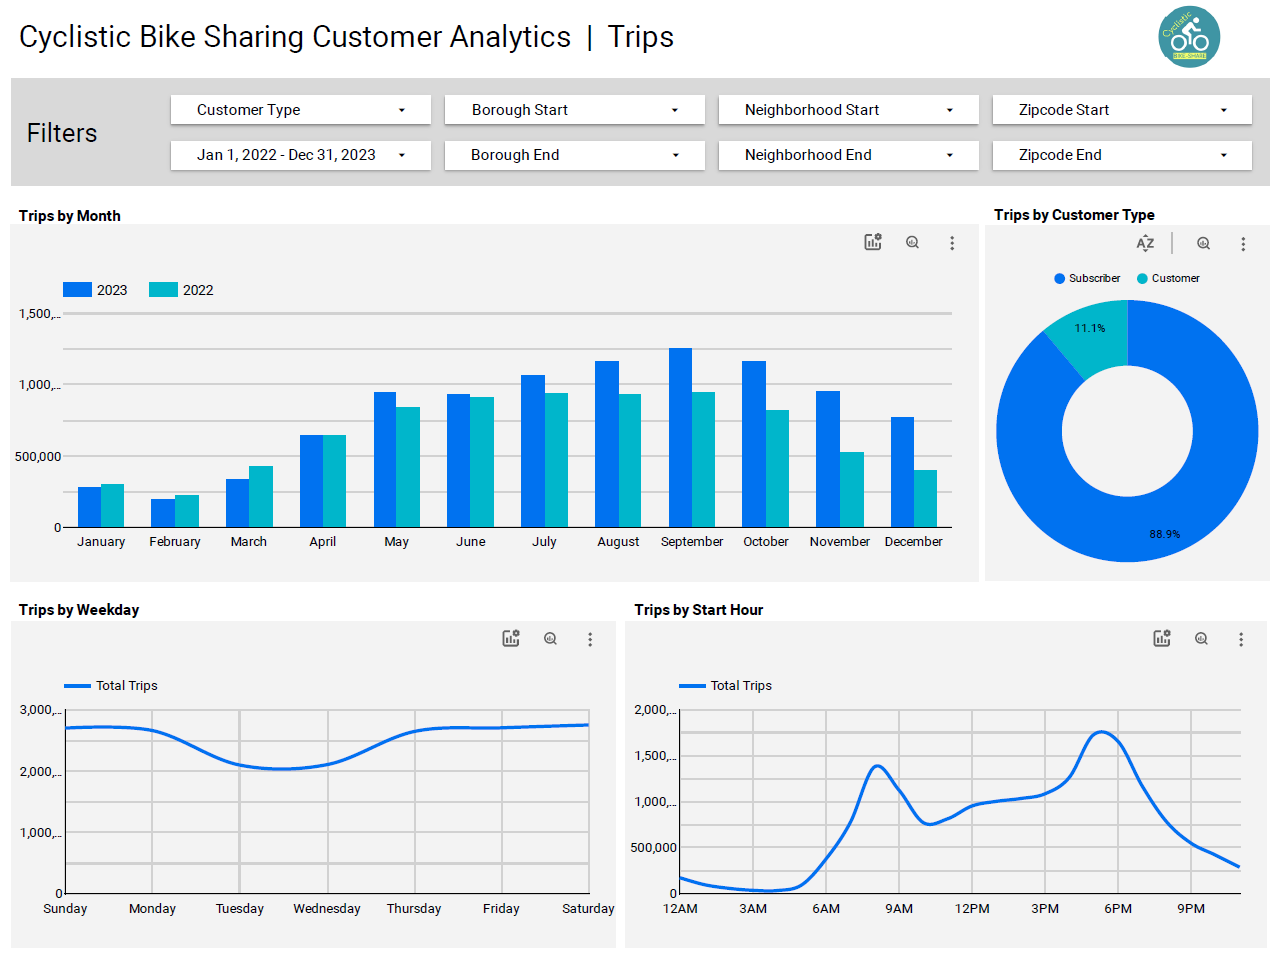 Cyclistic Bike Sharing Customer Analytics | Trips
Cyclistic
BIKE-SHARE
Filters
Customer Type
Borough Start
Neighborhood Start
Zipcode Start
Jan 1, 2022 - Dec 31, 2023
Borough End
Neighborhood End
Zipcode End
Trips by Month
2023
2022
1,500,...
1,000,...
500,000
0
January February March April May June July August September October November December
Trips by Customer Type
AZ
Subscriber
Customer
11.1%
88.9%
Trips by Weekday
Total Trips
3,000,...
2,000,...
1,000,...
0
Sunday Monday Tuesday Wednesday Thursday Friday Saturday
Trips by Start Hour
Total Trips
2,000,...
1,500,...
1,000,...
500,000
0
12AM 3AM 6AM 9AM 12PM 3PM 6PM 9PM